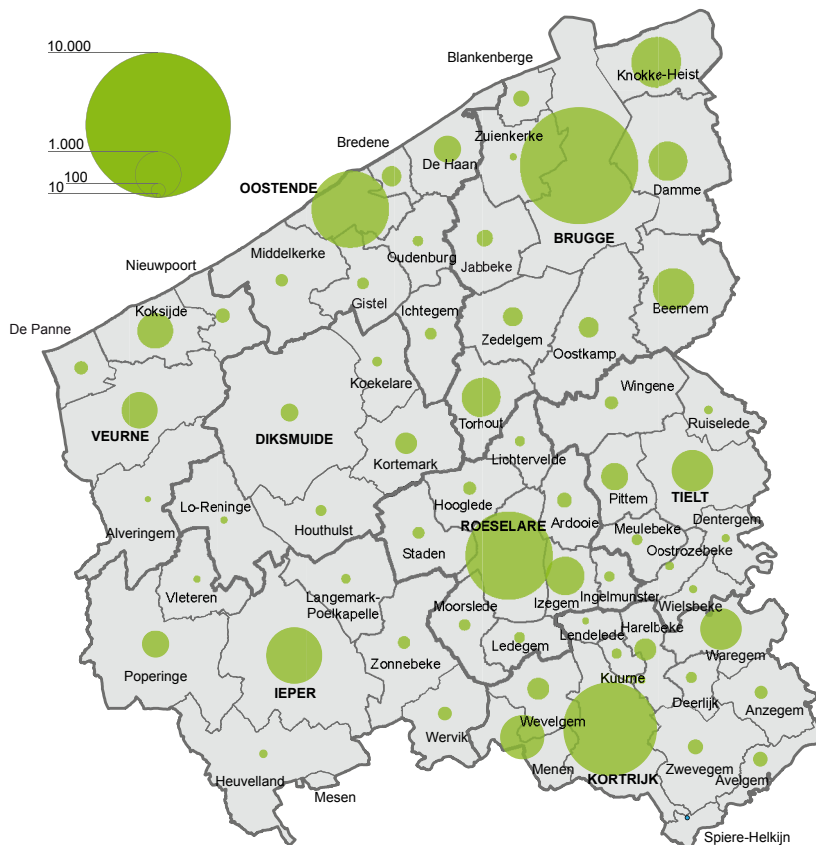 10.000
1.000
100
10
Blankenberge
Knokke-Heist
Bredene
Zuienkerke
De Haan
OOSTENDE
Damme
BRUGGE
Middelkerke
Oudenburg
Jabbeke
Nieuwpoort
Gistel
Ichtegem
Beernem
Koksijde
De Panne
Zedelgem
Oostkamp
Koekelare
Wingene
VEURNE
DIKSMUIDE
Torhout
Ruiselede
Kortemark
Lichtervelde
Lo-Reninge
Hooglede
Pittem
TIELT
Alveringem
Houthulst
ROESELARE
Ardooie
Meulebeke
Dentergem
Staden
Oostrozebeke
Vleteren
Langemark-
Poelkapelle
Moorslede
Izegem
Ingelmunster
Wielsbeke
Lendelede
Harelbeke
Ledegem
Waregem
Poperinge
IEPER
Zonnebeke
Kuurne
Deerlijk
Anzegem
Wevelgem
Wervik
Menen
KORTRIJK
Zwevegem
Avelgem
Heuvelland
Mesen
Spiere-Helkijn